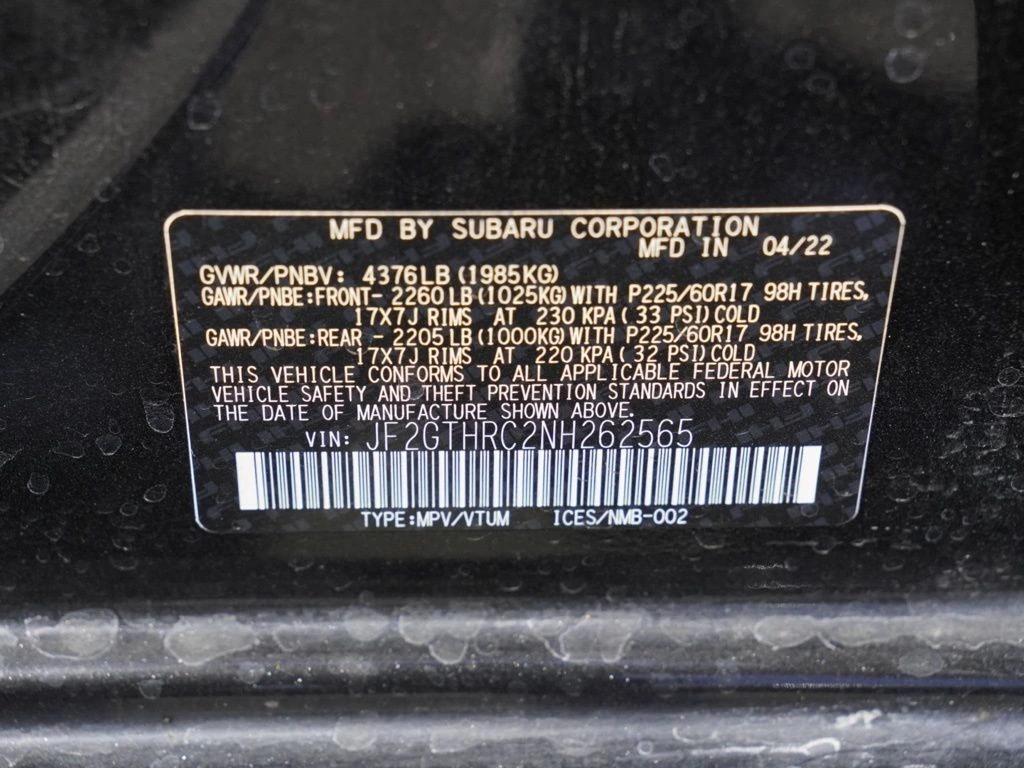 MFD BY SUBARU CORPORATION
MFD IN 04/22
GVWR/PNBV: 4376LB(1985KG)
GAWR/PNBE:FRONT- 2260LB(1025KG)WITH P225/60R17 98H TIRES,
17X7J RIMS AT 230 KPA(33 PSI)COLD
GAWR/PNBE:REAR - 2205LB(1000KG)WITH P225/60R17 98H TIRES,
17X7J RIMS AT 220 KPA(32 PSI)COLD
THIS VEHICLE CONFORMS TO ALL APPLICABLE FEDERAL MOTOR
VEHICLE SAFETY AND THEFT PREVENTION STANDARDS IN EFFECT ON
THE DATE OF MANUFACTURE SHOWN ABOVE.
VIN: JF2GTHRC2NH262565
TYPE:MPV/VTUM ICES/NMB-002